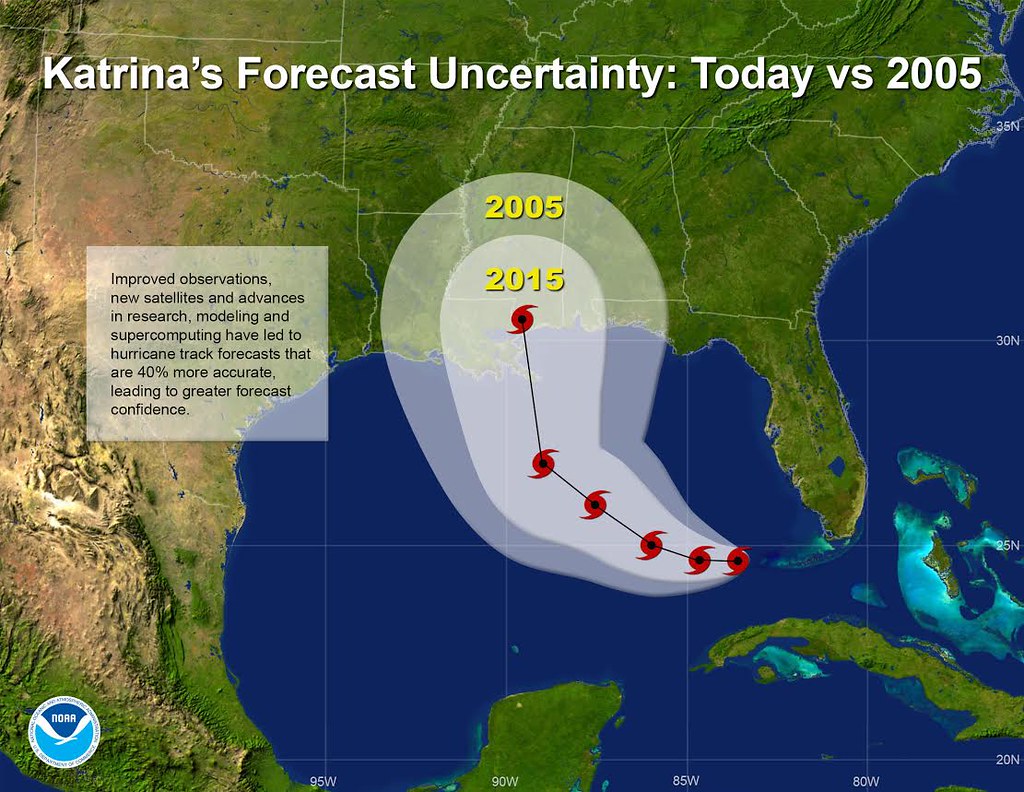 Katrina's Forecast Uncertainty: Today vs 2005
35N
2005
Improved observations,
new satellites and advances
in research, modeling and
supercomputing have led to
hurricane track forecasts that
are 40% more accurate,
leading to greater forecast
confidence.
2015
30N
25N
NOAA
20N
95W
90W
85W
80W